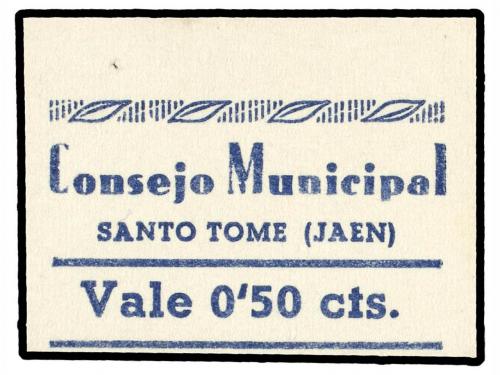 Consejo Municipal
SANTO TOME (JAEN)
Vale 0'50 cts.